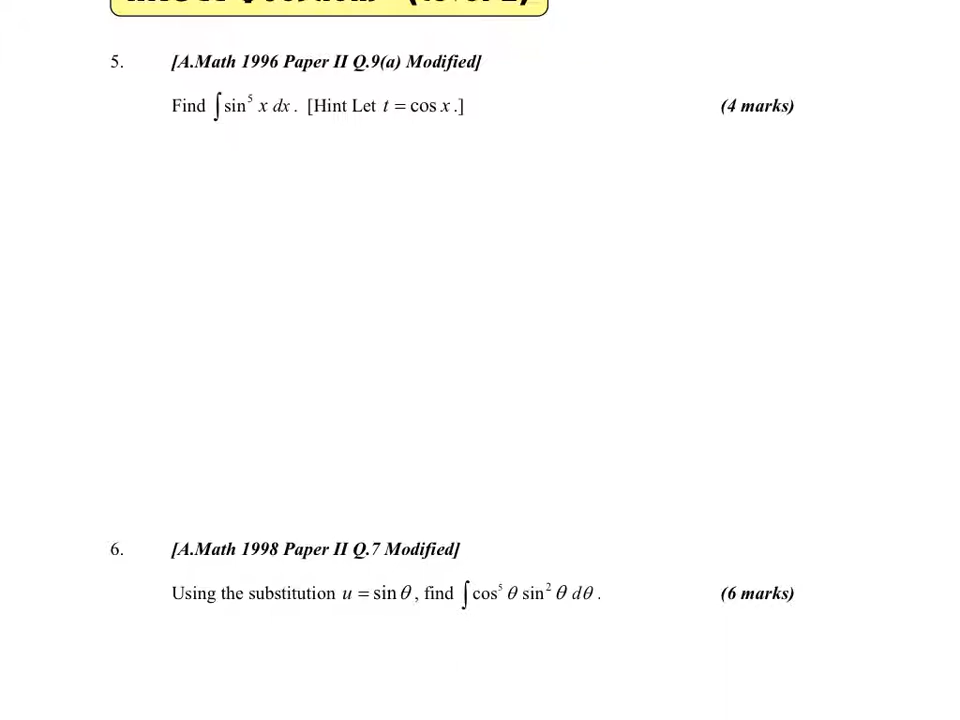 5. [A.Math 1996 Paper II Q.9(a) Modified]
Find ∫ sin⁵ x dx. [Hint Let t = cos x.] (4 marks)
6. [A.Math 1998 Paper II Q.7 Modified]
Using the substitution u = sin θ, find ∫ cos⁵ θ sin² θ dθ. (6 marks)